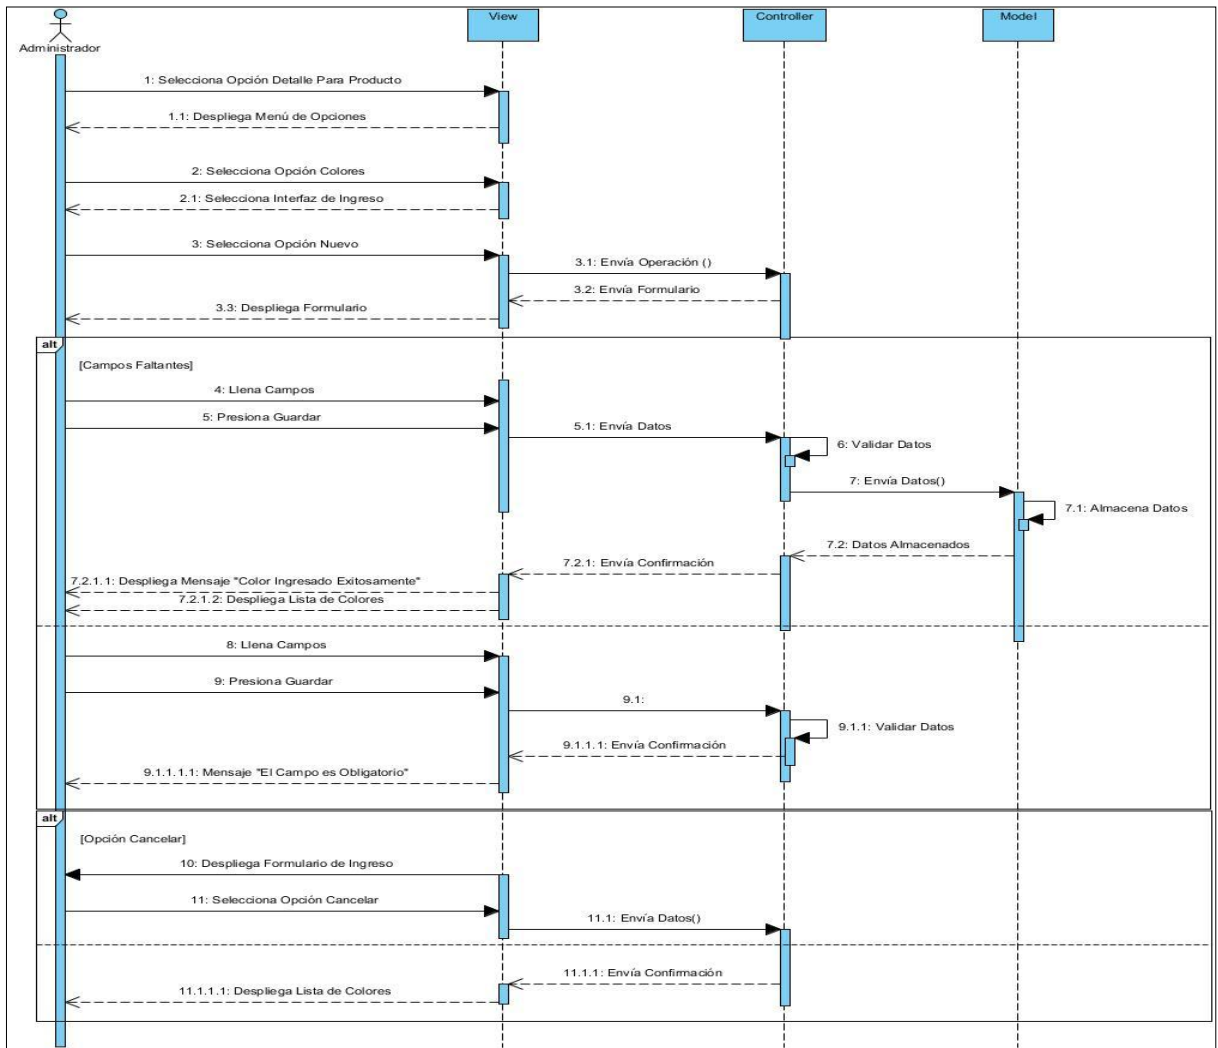 View
Controller
Model
Administrador
1: Selecciona Opción Detalle Para Producto
1.1: Despliega Menú de Opciones
2: Selecciona Opción Colores
2.1: Selecciona Interfaz de Ingreso
3: Selecciona Opción Nuevo
3.1: Envía Operación ()
3.2: Envía Formulario
3.3: Despliega Formulario
alt
[Campos Faltantes]
4: Llena Campos
5: Presiona Guardar
5.1: Envía Datos
6: Validar Datos
7: Envía Datos()
7.1: Almacena Datos
7.2: Datos Almacenados
7.2.1: Envía Confirmación
7.2.1.1: Despliega Mensaje "Color Ingresado Exitosamente"
7.2.1.2: Despliega Lista de Colores
8: Llena Campos
9: Presiona Guardar
9.1:
9.1.1: Validar Datos
9.1.1.1: Envía Confirmación
9.1.1.1.1: Mensaje "El Campo es Obligatorio"
alt
[Opción Cancelar]
10: Despliega Formulario de Ingreso
11: Selecciona Opción Cancelar
11.1: Envía Datos()
11.1.1: Envía Confirmación
11.1.1.1: Despliega Lista de Colores